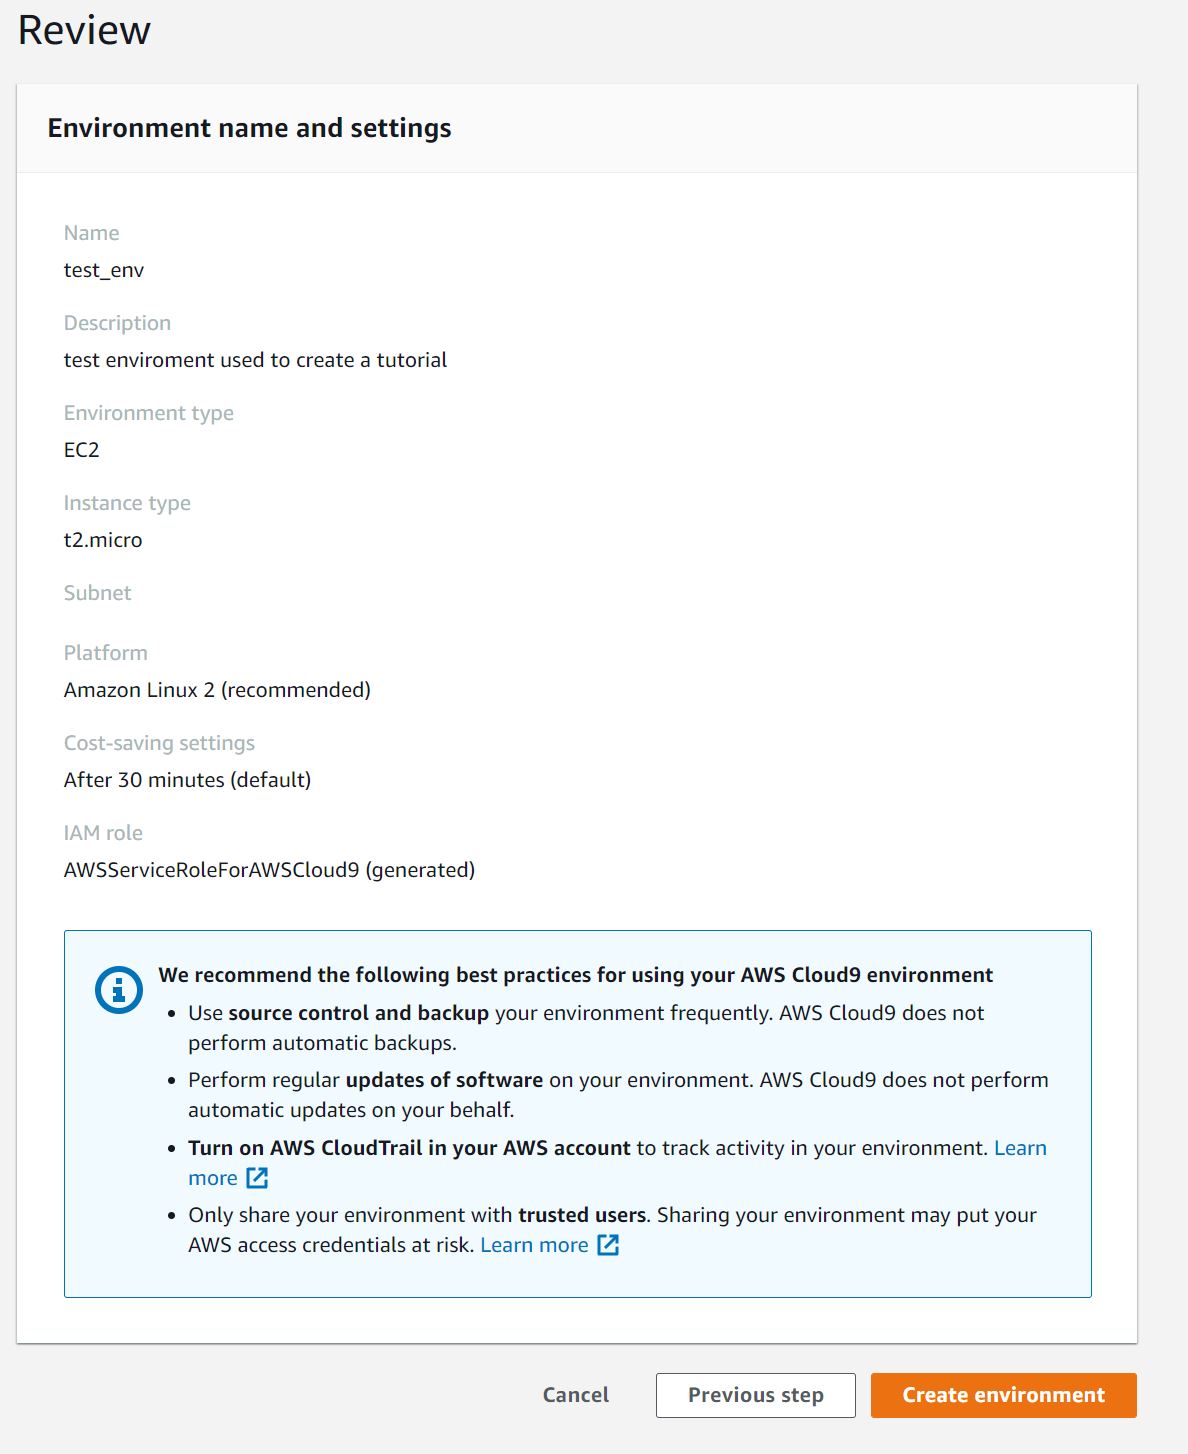 Review
Environment name and settings
Name
test_env
Description
test enviroment used to create a tutorial
Environment type
EC2
Instance type
t2.micro
Subnet
Platform
Amazon Linux 2 (recommended)
Cost-saving settings
After 30 minutes (default)
IAM role
AWSServiceRoleForAWSCloud9 (generated)
We recommend the following best practices for using your AWS Cloud9 environment
• Use source control and backup your environment frequently. AWS Cloud9 does not
perform automatic backups.
• Perform regular updates of software on your environment. AWS Cloud9 does not perform
automatic updates on your behalf.
• Turn on AWS CloudTrail in your AWS account to track activity in your environment. Learn
more
• Only share your environment with trusted users. Sharing your environment may put your
AWS access credentials at risk. Learn more
Cancel
Previous step
Create environment